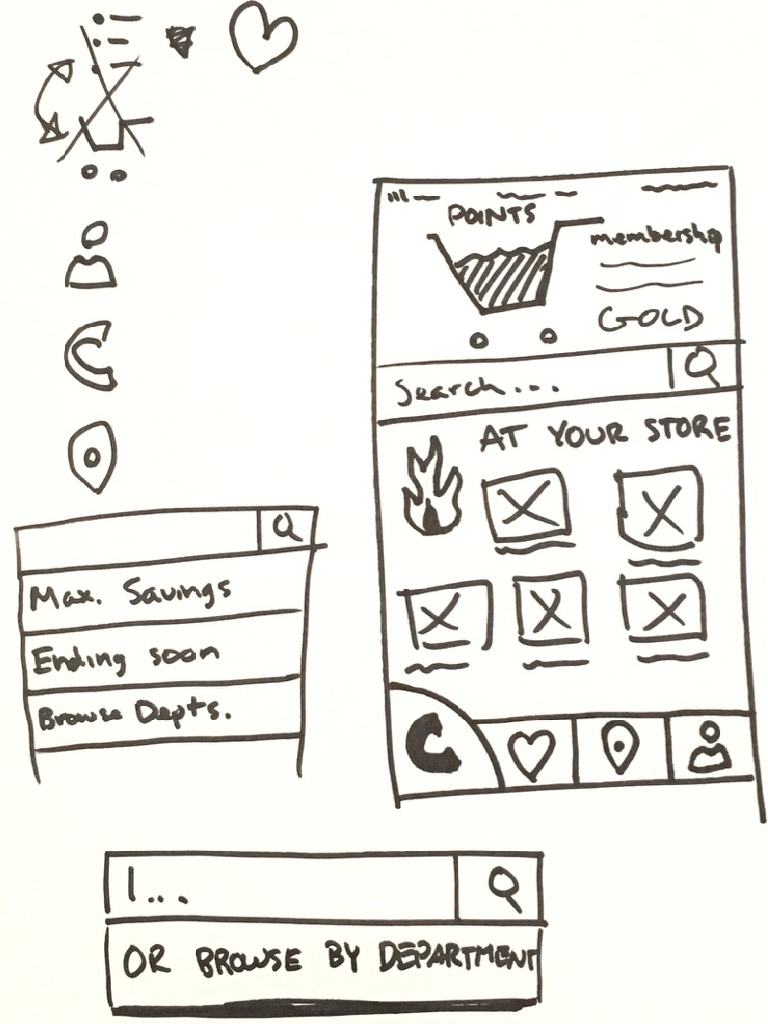 POINTS
membership
GOLD
Search...
AT YOUR STORE
C
Max. Savings
Ending soon
Browse Depts.
C
I...
OR BROWSE BY DEPARTMENT